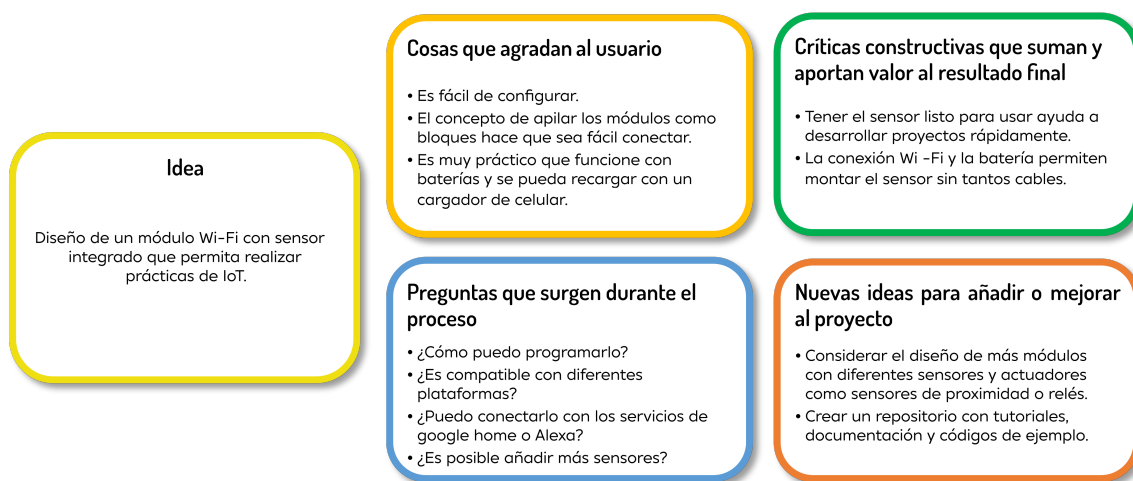 Idea
Diseño de un módulo Wi-Fi con sensor
integrado que permita realizar
prácticas de IoT.
Cosas que agradan al usuario
• Es fácil de configurar.
• El concepto de apilar los módulos como
bloques hace que sea fácil conectar.
• Es muy práctico que funcione con
baterías y se pueda recargar con un
cargador de celular.
Críticas constructivas que suman y
aportan valor al resultado final
• Tener el sensor listo para usar ayuda a
desarrollar proyectos rápidamente.
• La conexión Wi -Fi y la batería permiten
montar el sensor sin tantos cables.
Preguntas que surgen durante el
proceso
• ¿Cómo puedo programarlo?
• ¿Es compatible con diferentes
plataformas?
• ¿Puedo conectarlo con los servicios de
google home o Alexa?
• ¿Es posible añadir más sensores?
Nuevas ideas para añadir o mejorar
al proyecto
• Considerar el diseño de más módulos
con diferentes sensores y actuadores
como sensores de proximidad o relés.
• Crear un repositorio con tutoriales,
documentación y códigos de ejemplo.